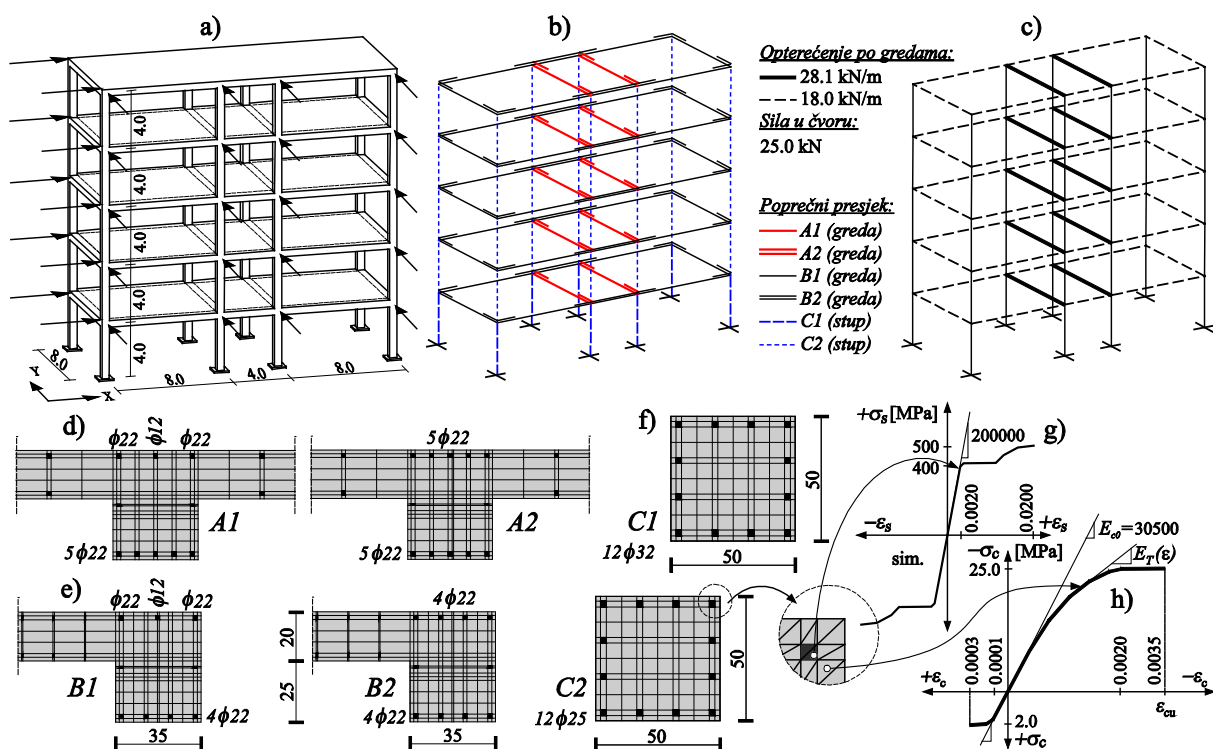 a)
4.0
4.0
4.0
4.0
4.0
8.0
Y
X
8.0
4.0
8.0
b)
Opterećenje po gredama:
28.1 kN/m
18.0 kN/m
Sila u čvoru:
25.0 kN
Poprečni presjek:
A1 (greda)
A2 (greda)
B1 (greda)
B2 (greda)
C1 (stup)
C2 (stup)
c)
d)
ϕ22
ϕ12
ϕ22
A1
5ϕ22
5ϕ22
A2
5ϕ22
e)
ϕ22
ϕ12
ϕ22
B1
4ϕ22
35
20
25
4ϕ22
B2
4ϕ22
35
f)
C1
12ϕ32
50
50
C2
12ϕ25
50
50
g)
+σs [MPa]
200000
500
400
0.0020
0.0200
−εs
+εs
sim.
h)
−σc [MPa]
Ec0=30500
ET(ε)
25.0
0.0003
0.0001
0.0020
0.0035
+εc
−εc
εcu
2.0
+σc